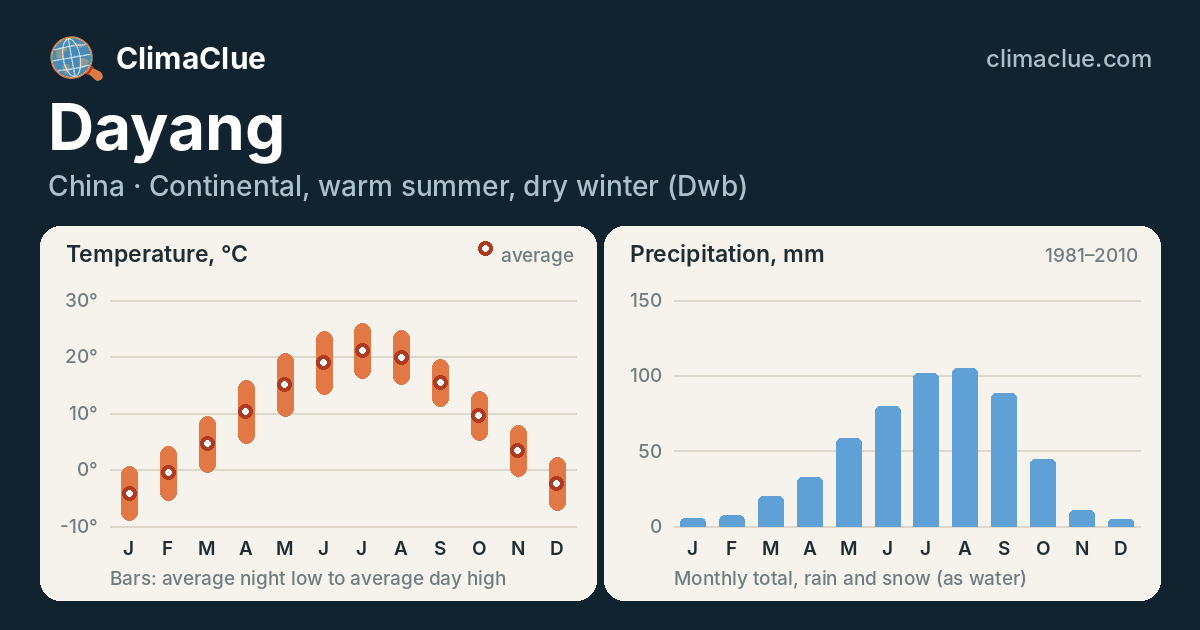 ClimaClue
climaclue.com
Dayang
China · Continental, warm summer, dry winter (Dwb)
Temperature, °C
average
30°
20°
10°
0°
-10°
J F M A M J J A S O N D
Bars: average night low to average day high
Precipitation, mm
1981–2010
150
100
50
0
J F M A M J J A S O N D
Monthly total, rain and snow (as water)